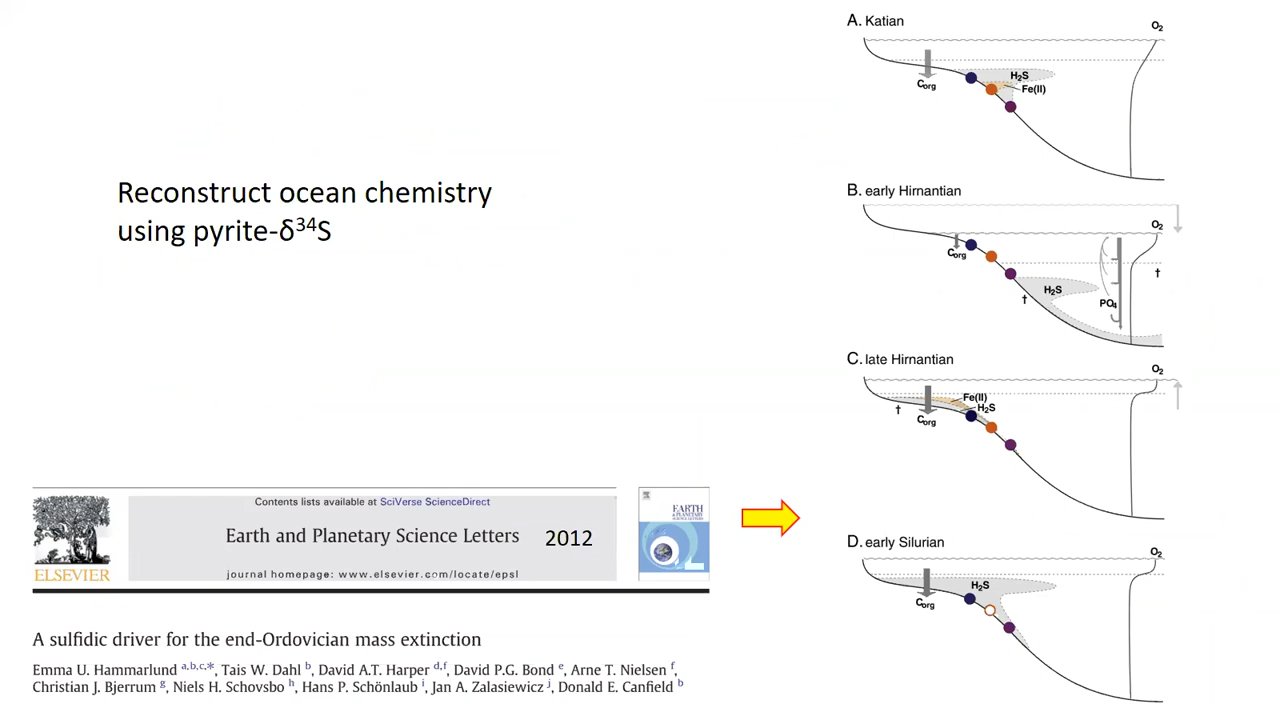 Reconstruct ocean chemistry
using pyrite-δ³⁴S
Contents lists available at SciVerse ScienceDirect
Earth and Planetary Science Letters 2012
journal homepage: www.elsevier.com/locate/epsl
ELSEVIER
EARTH
& PLANETARY
SCIENCE LETTERS
A sulfidic driver for the end-Ordovician mass extinction
Emma U. Hammarlund a,b,c,*, Tais W. Dahl b, David A.T. Harper d,f, David P.G. Bond e, Arne T. Nielsen f,
Christian J. Bjerrum g, Niels H. Schovsbo h, Hans P. Schönlaub i, Jan A. Zalasiewicz j, Donald E. Canfield b
A. Katian
O₂
H₂S
Corg
Fe(II)
B. early Hirnantian
O₂
Corg
†
H₂S
†
PO₄
C. late Hirnantian
O₂
Fe(II)
H₂S
†
Corg
D. early Silurian
O₂
H₂S
Corg